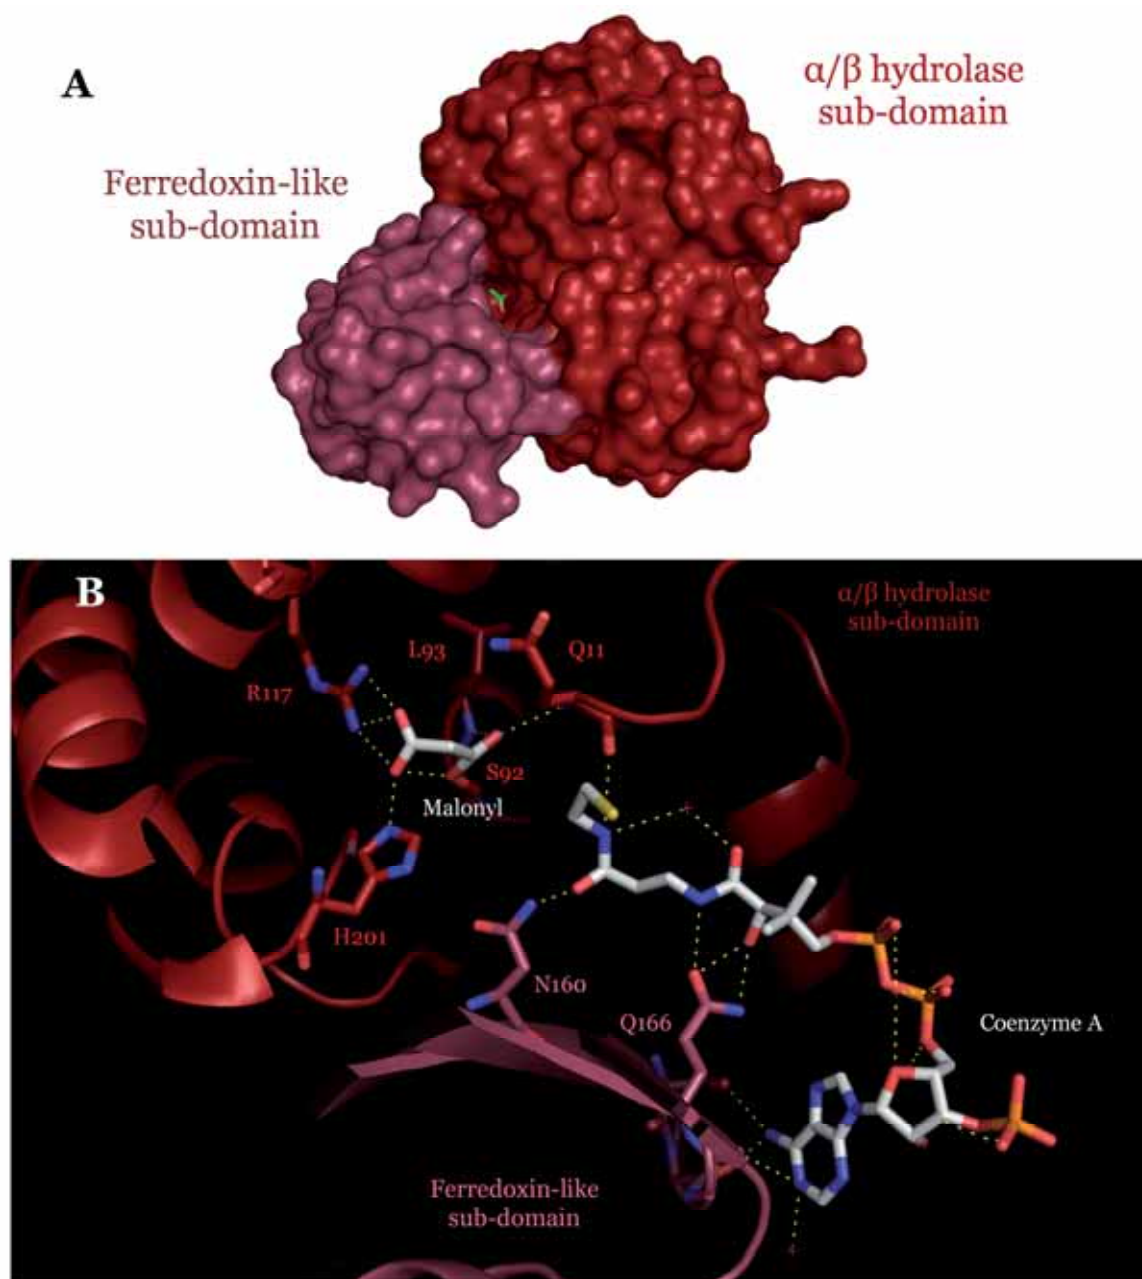 A
α/β hydrolase
sub-domain
Ferredoxin-like
sub-domain
B
α/β hydrolase
sub-domain
L93
Q11
R117
S92
Malonyl
H201
N160
Q166
Coenzyme A
Ferredoxin-like
sub-domain